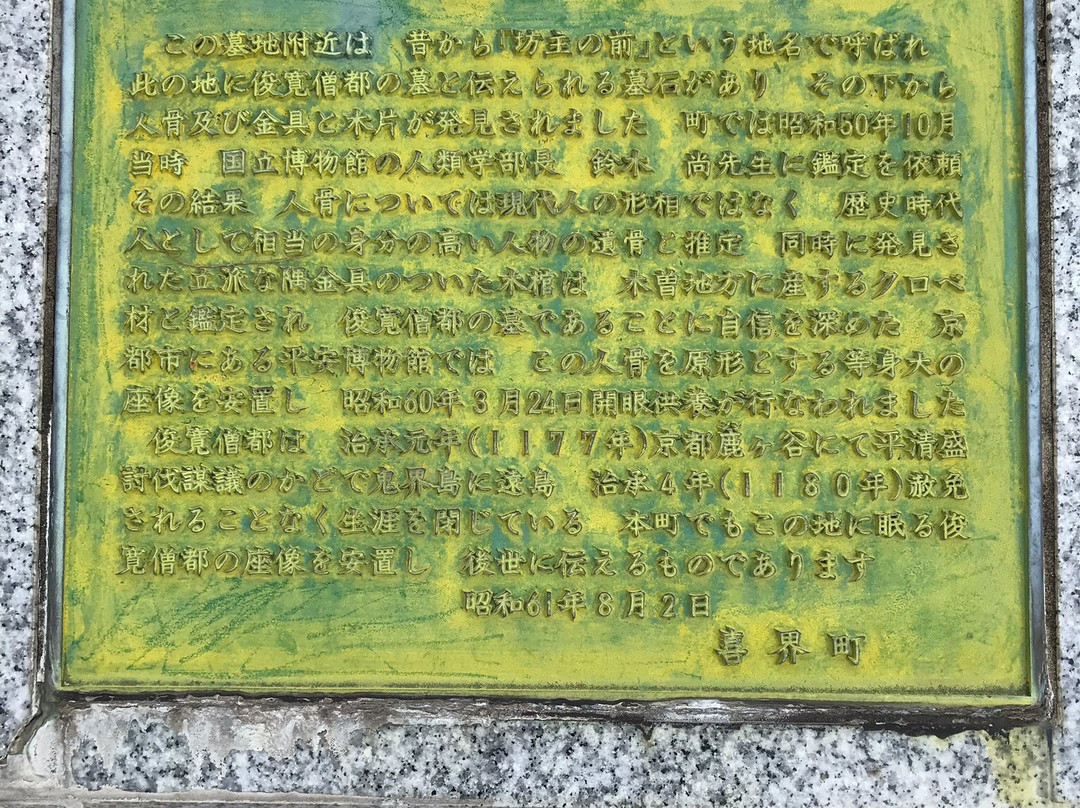 この墓地附近は　昔から『坊主の前』という地名で呼ばれ
此の地に俊寛僧都の墓と伝えられる墓石があり　その下から
人骨及び金具と木片が発見されました　町では昭和50年10月
当時　国立博物館の人類学部長　鈴木　尚先生に鑑定を依頼
その結果　人骨については現代人の形相ではなく　歴史時代
人として相当の身分の高い人物の遺骨と推定　同時に発見さ
れた立派な隅金具のついた木棺は　木曽地方に産するクロベ
材と鑑定され　俊寛僧都の墓であることに自信を深めた　京
都市にある平安博物館では　この人骨を原形とする等身大の
座像を安置し　昭和60年3月24日開眼供養が行なわれました
俊寛僧都は　治承元年(1177年)京都鹿ヶ谷にて平清盛
討伐謀議のかどで鬼界島に遠島　治承4年(1180年)赦免
されることなく生涯を閉じている　本町でもこの地に眠る俊
寛僧都の座像を安置し　後世に伝えるものであります
昭和61年8月2日
喜界町